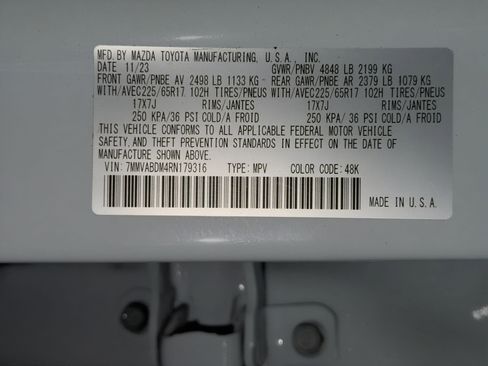 MFD. BY MAZDA TOYOTA MANUFACTURING, U.S.A., INC.
DATE 11/23 GVWR/PNBV 4848 LB 2199 KG
FRONT GAWR/PNBE AV 2498 LB 1133 KG - REAR GAWR/PNBE AR 2379 LB 1079 KG
WITH/AVEC225/65R17 102H TIRES/PNEUS WITH/AVEC225/65R17 102H TIRES/PNEUS
17X7J RIMS/JANTES 17X7J RIMS/JANTES
250 KPA/36 PSI COLD/A FROID 250 KPA/ 36 PSI COLD/A FROID
THIS VEHICLE CONFORMS TO ALL APPLICABLE FEDERAL MOTOR VEHICLE
SAFETY, AND THEFT PREVENTION STANDARDS IN EFFECT ON THE DATE OF
MANUFACTURE SHOWN ABOVE.
VIN: 7MMVABDM4RN179316 TYPE: MPV COLOR CODE: 48K
MADE IN U.S.A.